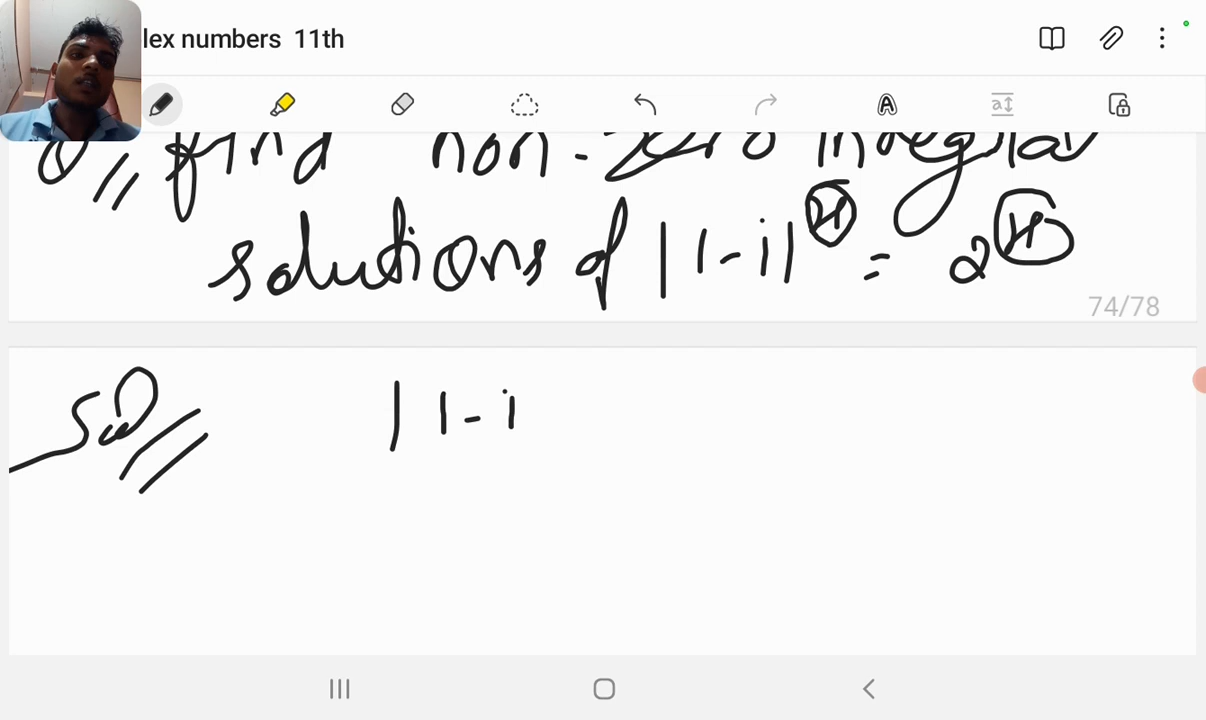 lex numbers 11th
Q,, find non-zero integral
solutions of |1-i|ˣ = 2ˣ
74/78
Sol |1-i